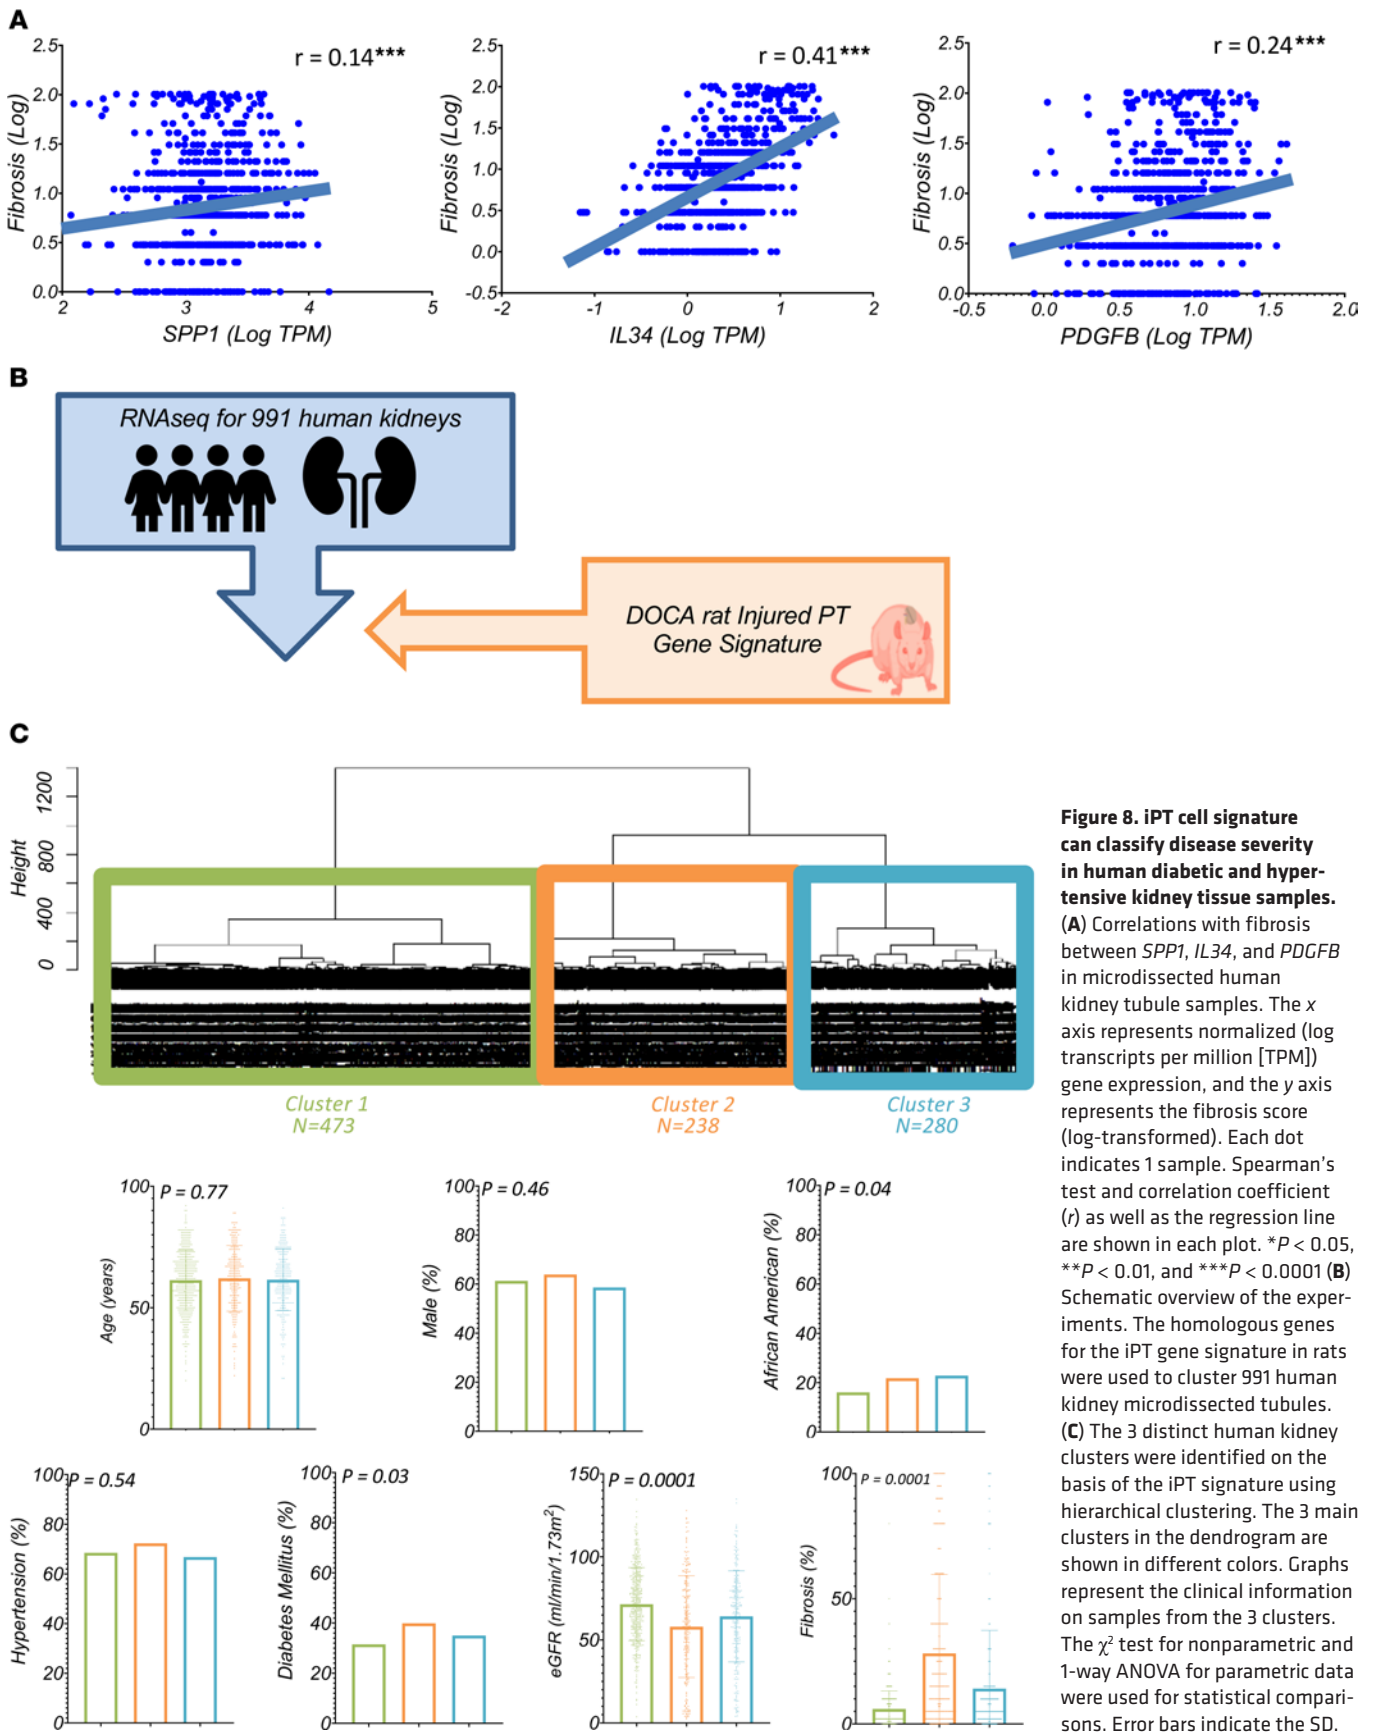 A
r = 0.14***
2.5
2.0
1.5
1.0
0.5
0.0
Fibrosis (Log)
2
3
4
5
SPP1 (Log TPM)
r = 0.41***
2.5
2.0
1.5
1.0
0.5
0.0
-0.5
Fibrosis (Log)
-2
-1
0
1
2
IL34 (Log TPM)
r = 0.24***
2.5
2.0
1.5
1.0
0.5
0.0
Fibrosis (Log)
-0.5
0.0
0.5
1.0
1.5
2.0
PDGFB (Log TPM)
B
RNAseq for 991 human kidneys
DOCA rat Injured PT
Gene Signature
C
Height
1200
800
400
0
Cluster 1
N=473
Cluster 2
N=238
Cluster 3
N=280
P = 0.77
100
50
0
Age (years)
P = 0.46
100
80
60
40
20
0
Male (%)
P = 0.04
100
80
60
40
20
0
African American (%)
P = 0.54
100
80
60
40
20
0
Hypertension (%)
P = 0.03
100
80
60
40
20
0
Diabetes Mellitus (%)
P = 0.0001
150
100
50
0
eGFR (ml/min/1.73m²)
P = 0.0001
100
50
0
Fibrosis (%)
Figure 8. iPT cell signature
can classify disease severity
in human diabetic and hyper-
tensive kidney tissue samples.
(A) Correlations with fibrosis
between SPP1, IL34, and PDGFB
in microdissected human
kidney tubule samples. The x
axis represents normalized (log
transcripts per million [TPM])
gene expression, and the y axis
represents the fibrosis score
(log-transformed). Each dot
indicates 1 sample. Spearman's
test and correlation coefficient
(r) as well as the regression line
are shown in each plot. *P < 0.05,
**P < 0.01, and ***P < 0.0001 (B)
Schematic overview of the exper-
iments. The homologous genes
for the iPT gene signature in rats
were used to cluster 991 human
kidney microdissected tubules.
(C) The 3 distinct human kidney
clusters were identified on the
basis of the iPT signature using
hierarchical clustering. The 3 main
clusters in the dendrogram are
shown in different colors. Graphs
represent the clinical information
on samples from the 3 clusters.
The χ² test for nonparametric and
1-way ANOVA for parametric data
were used for statistical compari-
sons. Error bars indicate the SD.